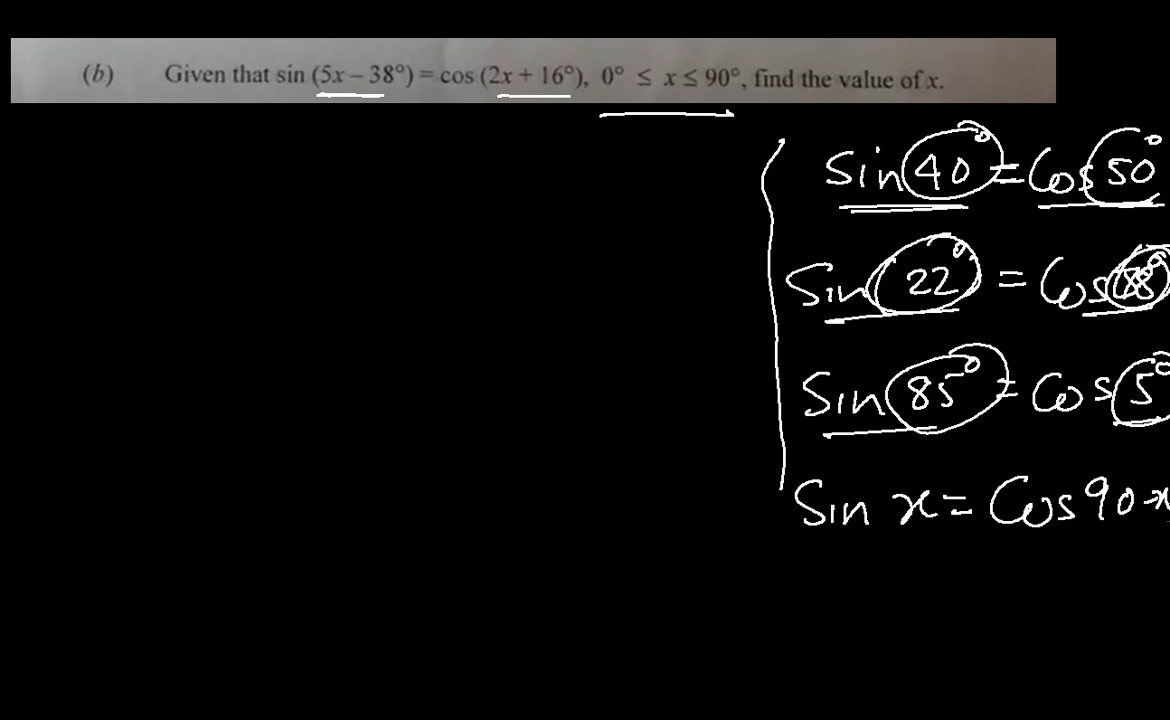 (b) Given that sin (5x – 38°) = cos (2x + 16°), 0° ≤ x ≤ 90°, find the value of x.
Sin 40° = Cos 50°
Sin 22° = Cos
Sin 85° = Cos 5°
Sin x = Cos 90-x